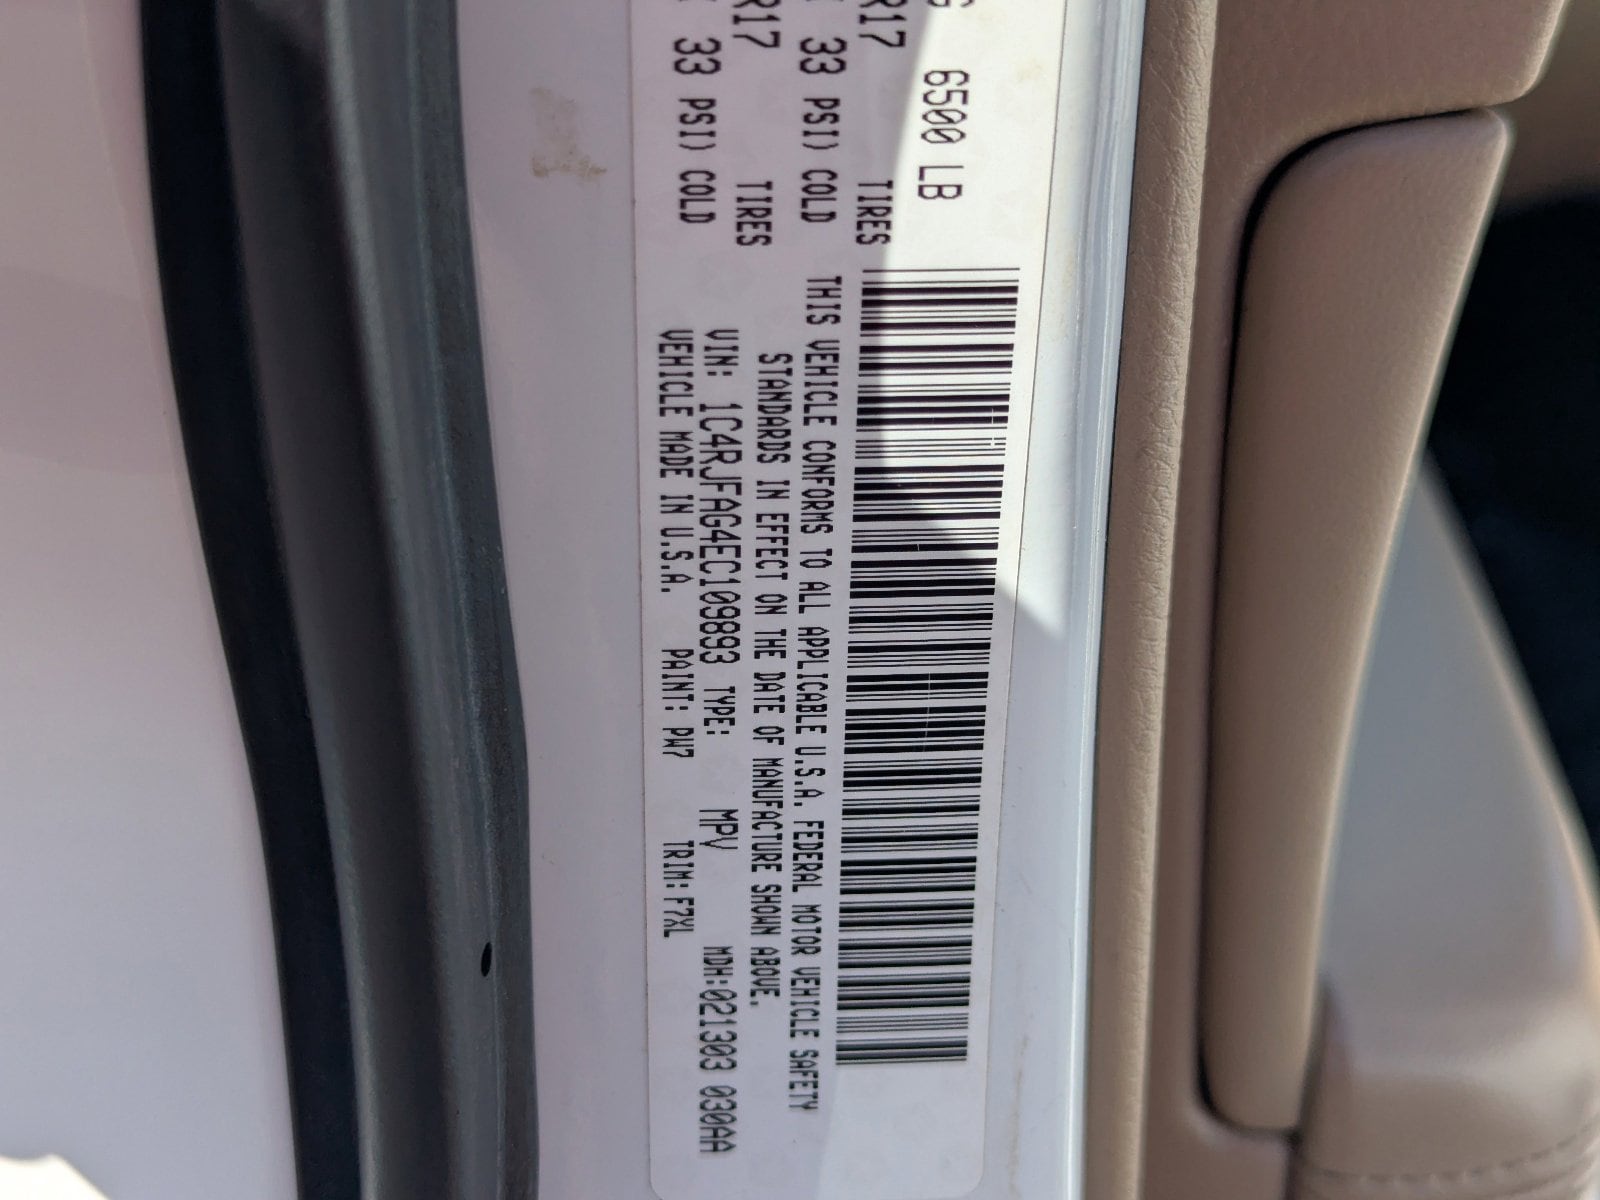 6500 LB
R17 TIRES
33 PSI) COLD
R17 TIRES
33 PSI) COLD
THIS VEHICLE CONFORMS TO ALL APPLICABLE U.S.A. FEDERAL MOTOR VEHICLE SAFETY
STANDARDS IN EFFECT ON THE DATE OF MANUFACTURE SHOWN ABOVE.
VIN: 1C4RJFAG4EC109893 TYPE: MPV MDH:021303 030AA
VEHICLE MADE IN U.S.A. PAINT: PW7 TRIM: F7XL